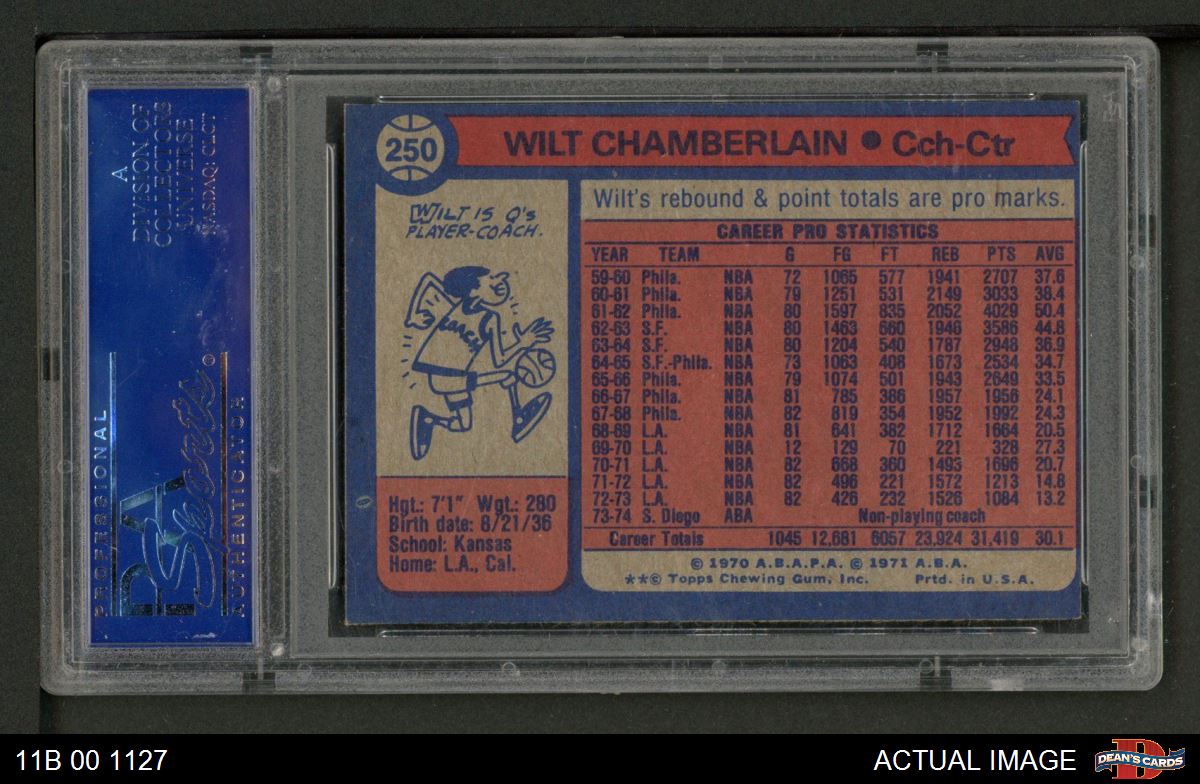 A
DIVISION OF
COLLECTORS
UNIVERSE
NASDAQ: CLCT
PROFESSIONAL
PSA
Sports
AUTHENTICATOR
250
WILT CHAMBERLAIN ● Cch-Ctr
WILT IS Q's
PLAYER-COACH.
Wilt's rebound & point totals are pro marks.
CAREER PRO STATISTICS
YEAR TEAM G FG FT REB PTS AVG
59-60 Phila. NBA 72 1065 577 1941 2707 37.6
60-61 Phila. NBA 79 1251 531 2149 3033 38.4
61-62 Phila. NBA 80 1597 835 2052 4029 50.4
62-63 S.F. NBA 80 1463 660 1946 3586 44.8
63-64 S.F. NBA 80 1204 540 1787 2948 36.9
64-65 S.F.-Phila. NBA 73 1063 408 1673 2534 34.7
65-66 Phila. NBA 79 1074 501 1943 2649 33.5
66-67 Phila. NBA 81 785 386 1957 1956 24.1
67-68 Phila. NBA 82 819 354 1952 1992 24.3
68-69 L.A. NBA 81 641 382 1712 1664 20.5
69-70 L.A. NBA 12 129 70 221 328 27.3
70-71 L.A. NBA 82 668 360 1493 1696 20.7
71-72 L.A. NBA 82 496 221 1572 1213 14.8
72-73 L.A. NBA 82 426 232 1526 1084 13.2
73-74 S. Diego ABA Non-playing coach
Career Totals 1045 12,681 6057 23,924 31,419 30.1
Hgt.: 7'1" Wgt.: 280
Birth date: 8/21/36
School: Kansas
Home: L.A., Cal.
© 1970 A.B.A.P.A. © 1971 A.B.A.
**© Topps Chewing Gum, Inc. Prtd. in U.S.A.
11B 00 1127
ACTUAL IMAGE
DEAN'S CARDS